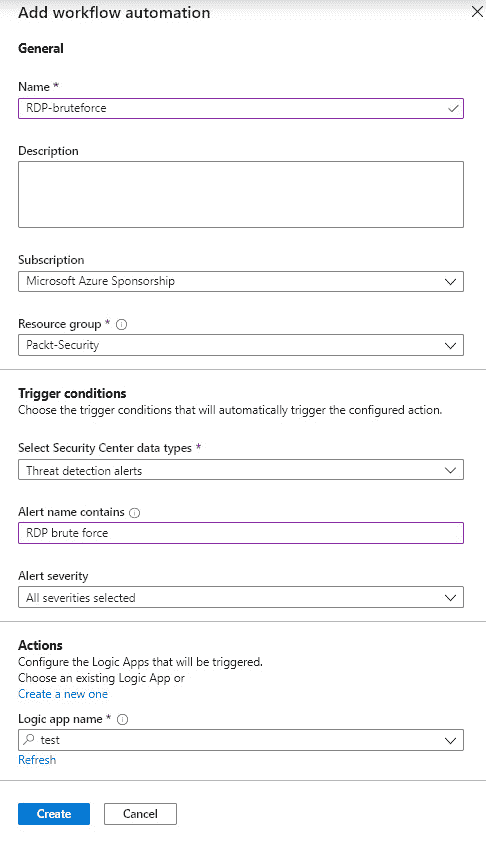 Add workflow automation
General
Name *
RDP-bruteforce
Description
Subscription
Microsoft Azure Sponsorship
Resource group *
Packt-Security
Trigger conditions
Choose the trigger conditions that will automatically trigger the configured action.
Select Security Center data types *
Threat detection alerts
Alert name contains
RDP brute force
Alert severity
All severities selected
Actions
Configure the Logic Apps that will be triggered.
Choose an existing Logic App or
Create a new one
Logic app name *
test
Refresh
Create Cancel